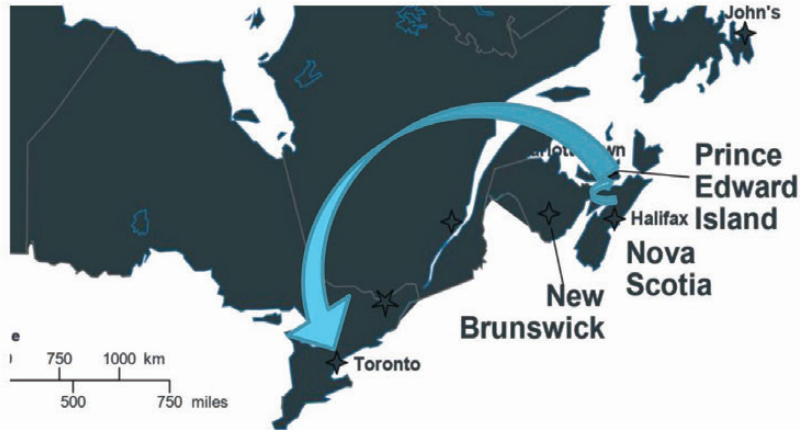 John's
Prince
Edward
Island
Halifax
Nova
Scotia
New
Brunswick
Toronto
750 1000 km
500 750 miles